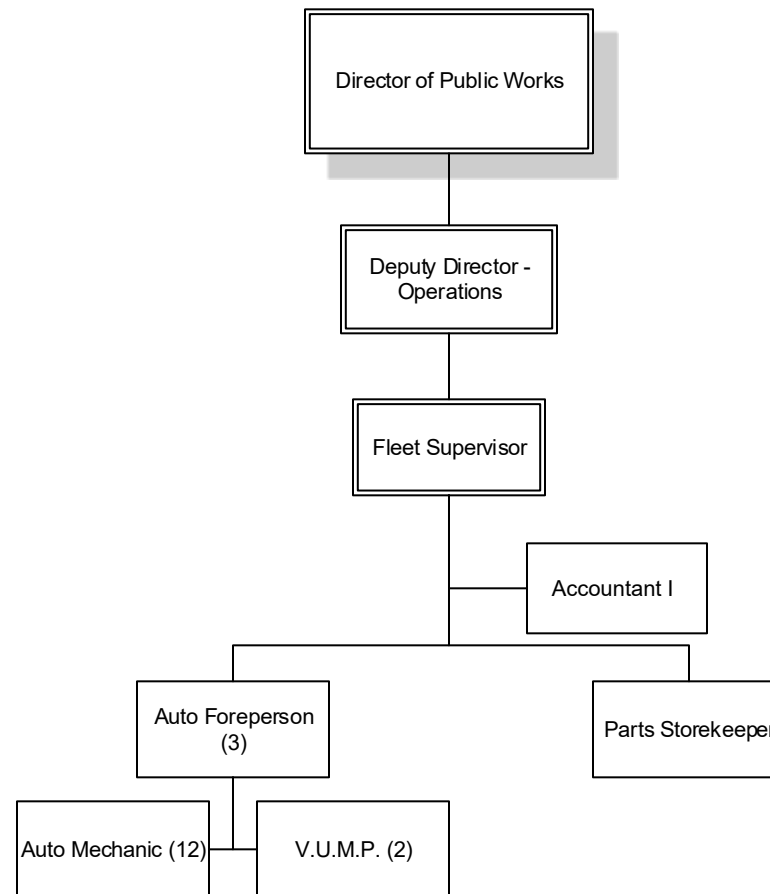 Director of Public Works
Deputy Director -
Operations
Fleet Supervisor
Accountant I
Auto Foreperson
(3)
Parts Storekeeper
Auto Mechanic (12)
V.U.M.P. (2)